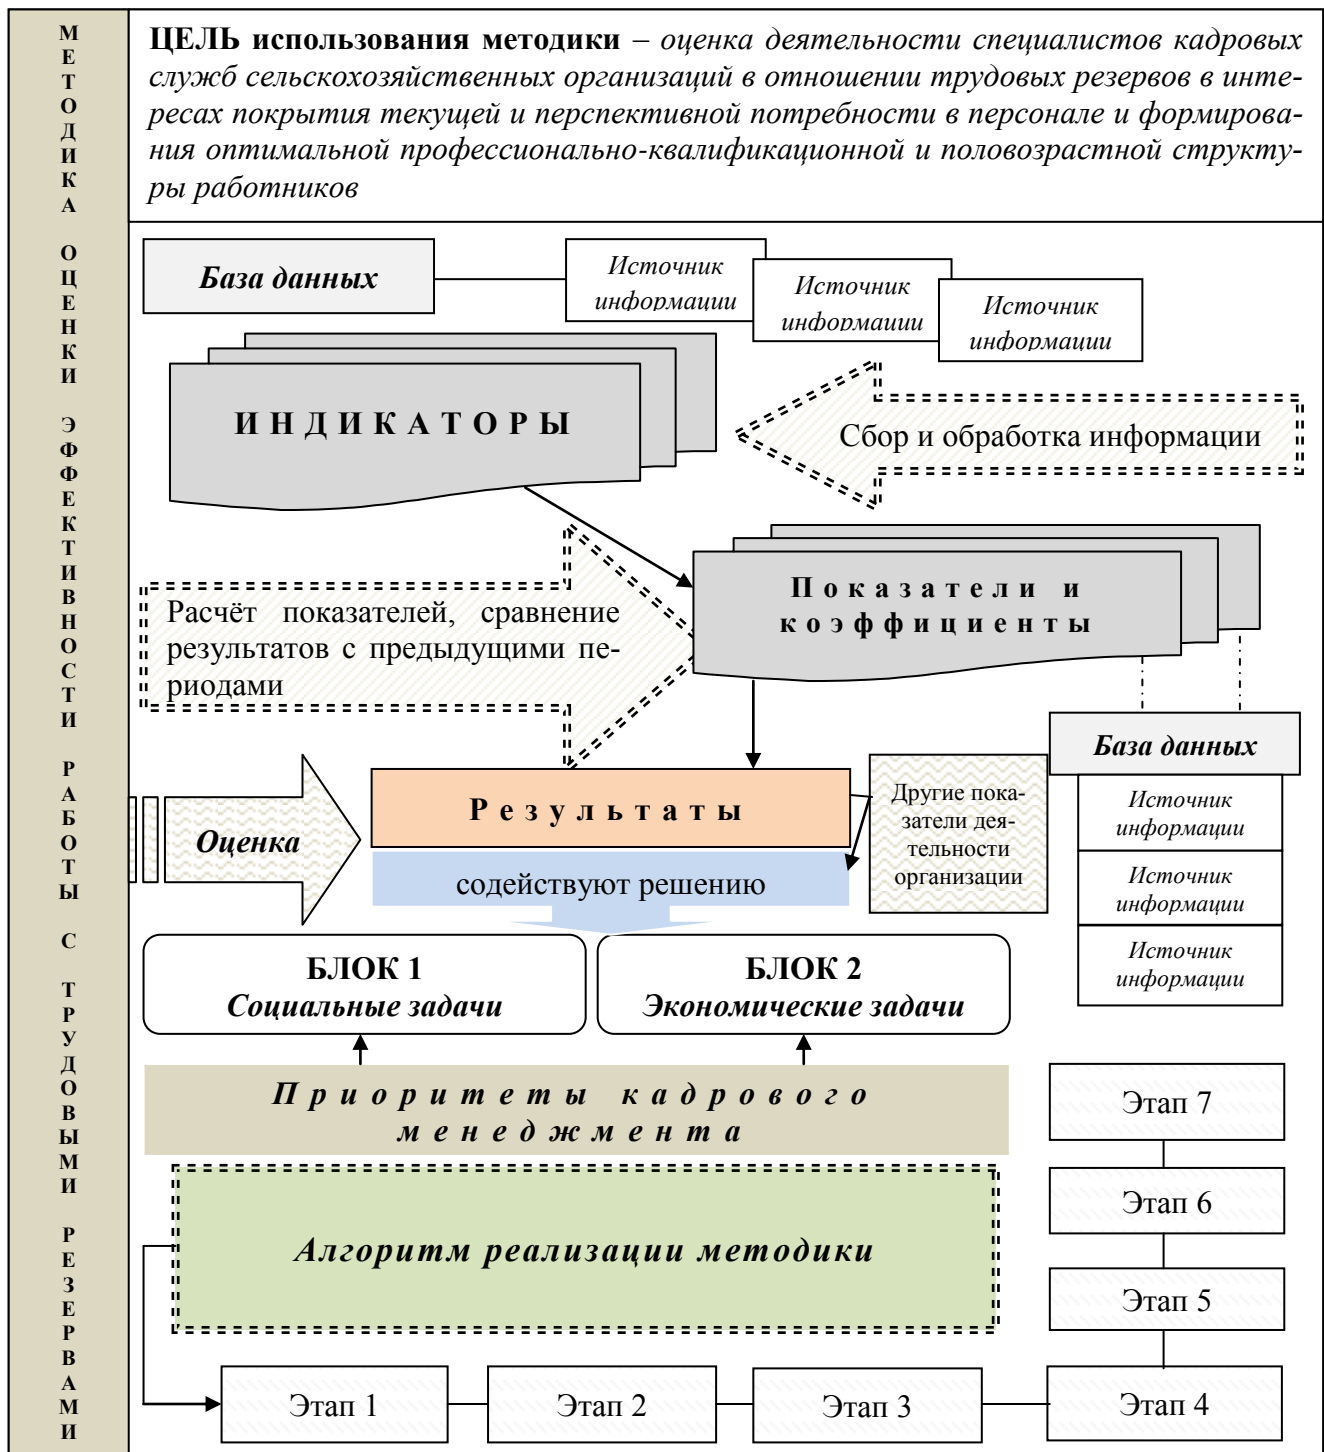 МЕТОДИКА ОЦЕНКИ ЭФФЕКТИВНОСТИ РАБОТЫ С ТРУДОВЫМИ РЕЗЕРВАМИ
ЦЕЛЬ использования методики – оценка деятельности специалистов кадровых
служб сельскохозяйственных организаций в отношении трудовых резервов в инте-
ресах покрытия текущей и перспективной потребности в персонале и формирова-
ния оптимальной профессионально-квалификационной и половозрастной структу-
ры работников
База данных
Источник
информации
Источник
информации
Источник
информации
ИНДИКАТОРЫ
Сбор и обработка информации
Показатели и
коэффициенты
Расчёт показателей, сравнение
результатов с предыдущими пе-
риодами
База данных
Источник
информации
Источник
информации
Источник
информации
Оценка
Результаты
содействуют решению
Другие пока-
затели дея-
тельности
организации
БЛОК 1
Социальные задачи
БЛОК 2
Экономические задачи
Приоритеты кадрового
менеджмента
Алгоритм реализации методики
Этап 1
Этап 2
Этап 3
Этап 4
Этап 5
Этап 6
Этап 7